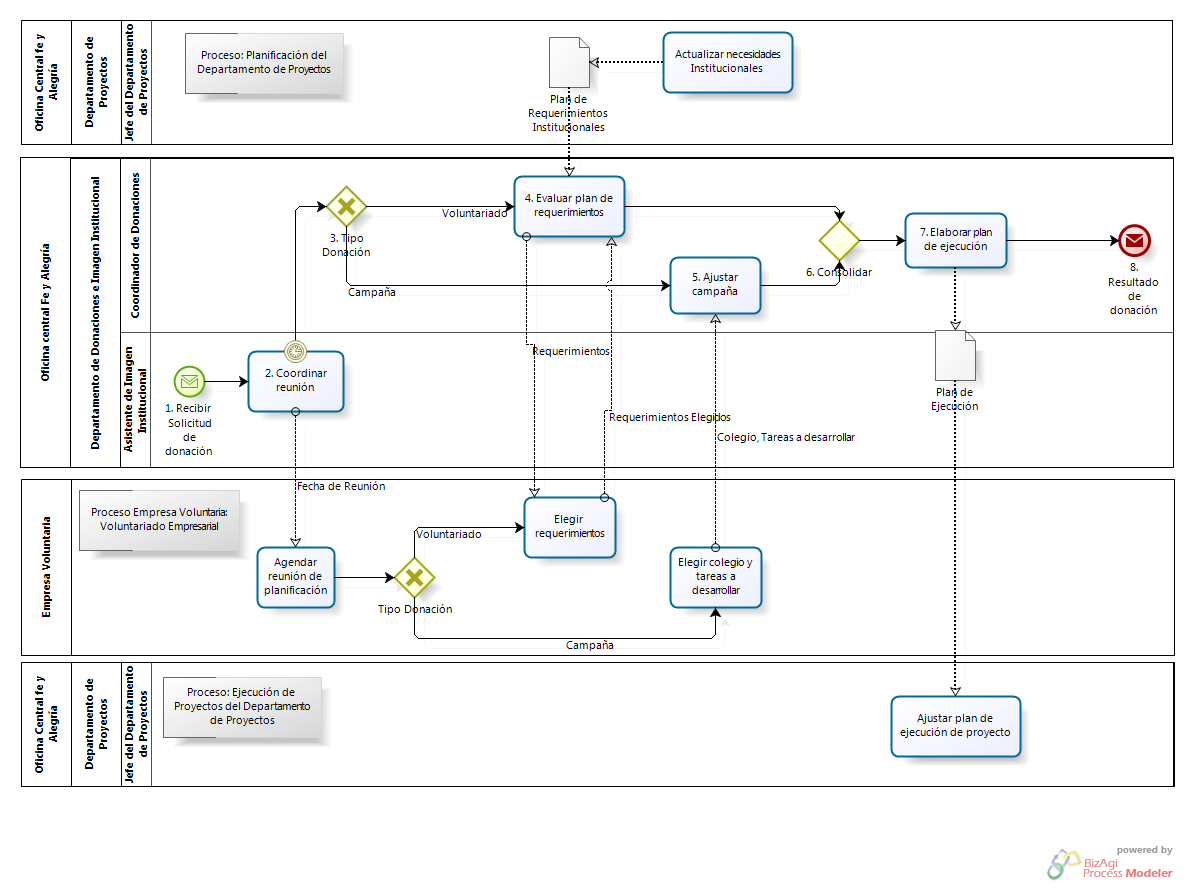 Oficina Central fe y
Alegría
Departamento de
Proyectos
Jefe del Departamento
de Proyectos
Proceso: Planificación del
Departamento de Proyectos
Plan de
Requerimientos
Institucionales
Actualizar necesidades
Institucionales
Oficina central Fe y Alegría
Departamento de Donaciones e Imagen Institucional
Coordinador de Donaciones
3. Tipo
Donación
Voluntariado
Campaña
4. Evaluar plan de
requerimientos
5. Ajustar
campaña
6. Consolidar
7. Elaborar plan
de ejecución
8.
Resultado
de
donación
Asistente de Imagen
Institucional
1. Recibir
Solicitud
de
donación
2. Coordinar
reunión
Requerimientos
Requerimientos Elegidos
Colegio, Tareas a desarrollar
Plan de
Ejecución
Fecha de Reunión
Empresa Voluntaria
Proceso Empresa Voluntaria:
Voluntariado Empresarial
Agendar
reunión de
planificación
Tipo Donación
Voluntariado
Campaña
Elegir
requerimientos
Elegir colegio y
tareas a
desarrollar
Oficina Central fe y
Alegría
Departamento de
Proyectos
Jefe del Departamento
de Proyectos
Proceso: Ejecución de
Proyectos del Departamento
de Proyectos
Ajustar plan de
ejecución de proyecto
powered by
BizAgi
Process Modeler